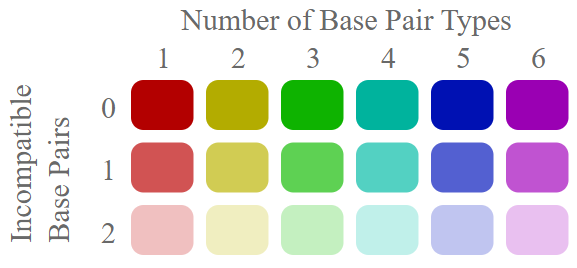 Number of Base Pair Types
1 2 3 4 5 6
Incompatible
Base Pairs
0
1
2